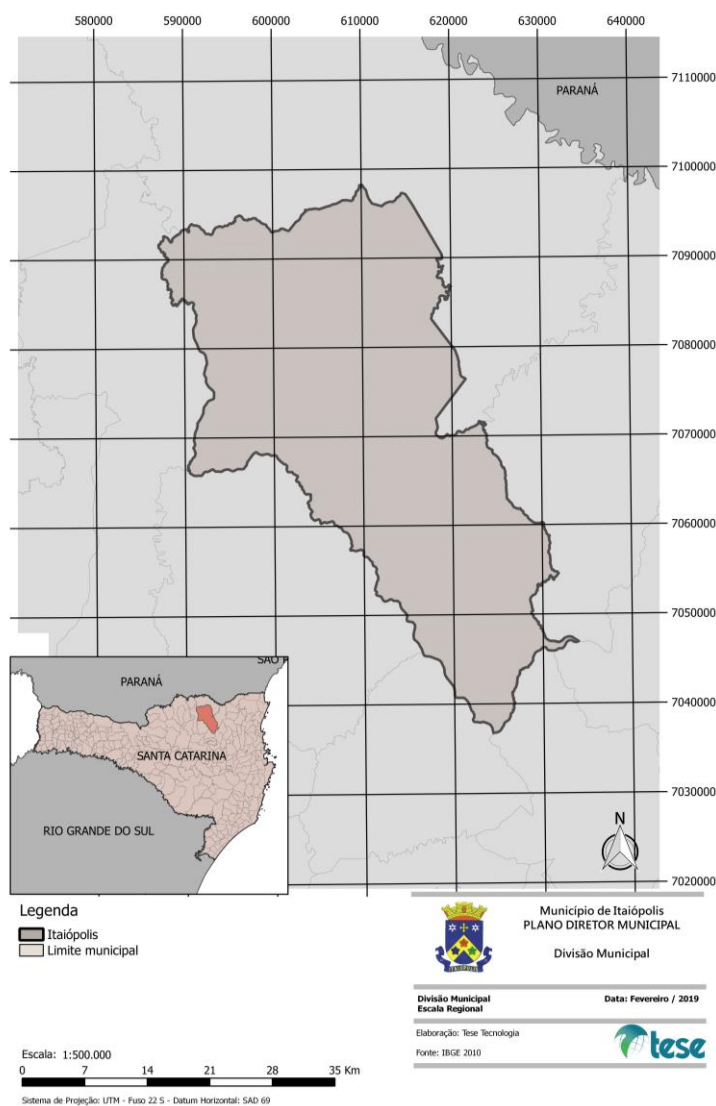 580000 590000 600000 610000 620000 630000 640000
7110000
PARANÁ
7100000
7090000
7080000
7070000
7060000
7050000
7040000
7030000
7020000
PARANÁ
SANTA CATARINA
RIO GRANDE DO SUL
N
Legenda
Itaiópolis
Limite municipal
Município de Itaiópolis
PLANO DIRETOR MUNICIPAL
Divisão Municipal
ITAIÓPOLIS
Divisão Municipal
Escala Regional
Data: Fevereiro / 2019
Elaboração: Tese Tecnologia
Fonte: IBGE 2010
tese
Escala: 1:500.000
0 7 14 21 28 35 Km
Sistema de Projeção: UTM - Fuso 22 S - Datum Horizontal: SAD 69